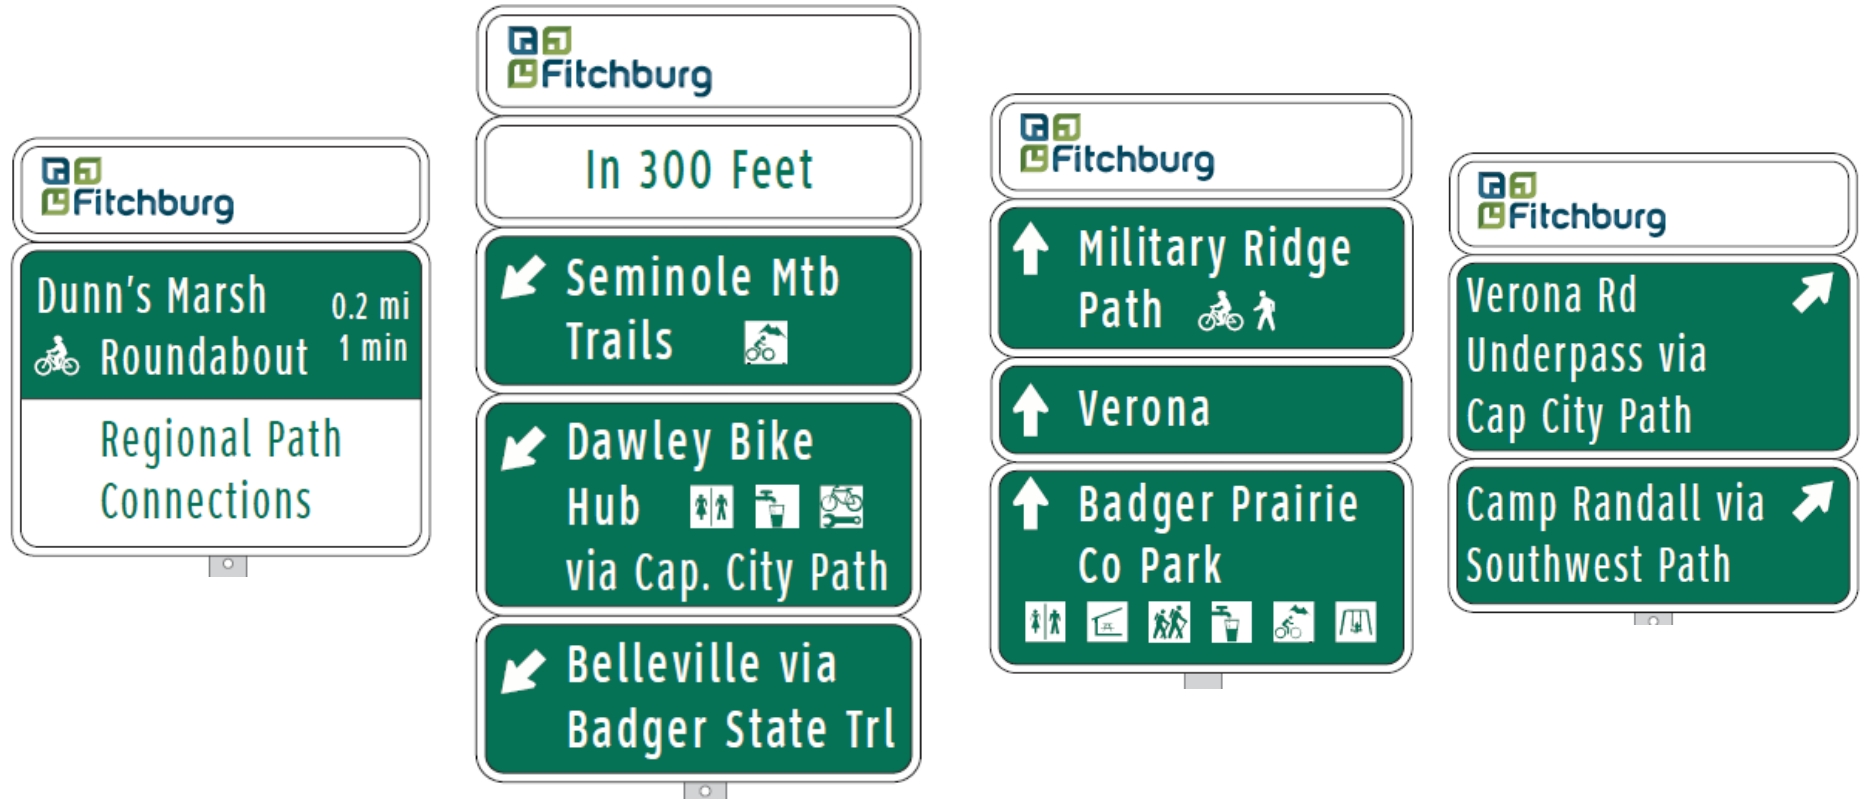 Fitchburg
Dunn's Marsh
0.2 mi
Roundabout
1 min
Regional Path
Connections
Fitchburg
In 300 Feet
Seminole Mtb
Trails
Dawley Bike
Hub
via Cap. City Path
Belleville via
Badger State Trl
Fitchburg
Military Ridge
Path
Verona
Badger Prairie
Co Park
Fitchburg
Verona Rd
Underpass via
Cap City Path
Camp Randall via
Southwest Path